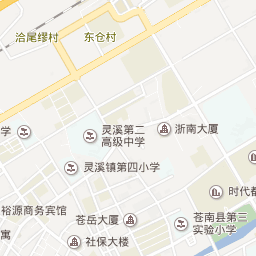 洽尾缪村
东仓村
灵溪第二
高级中学
浙南大厦
学
灵溪镇第四小学
时代都
裕源商务宾馆
苍岳大厦
苍南县第三
实验小学
寓
社保大楼